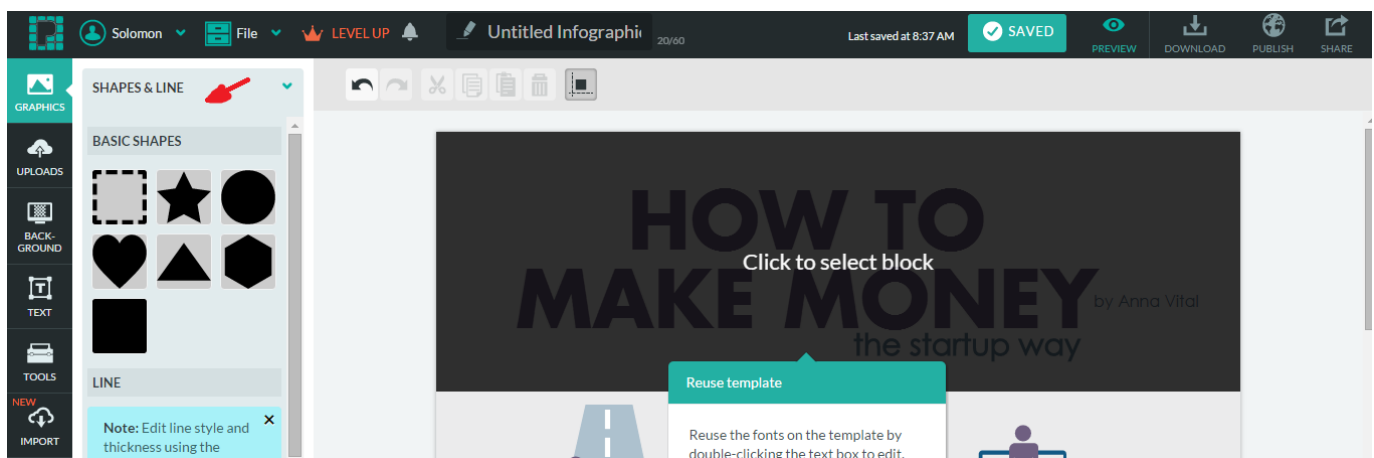 Solomon
File
LEVEL UP
Untitled Infographi
20/60
Last saved at 8:37 AM
SAVED
PREVIEW
DOWNLOAD
PUBLISH
SHARE
GRAPHICS
UPLOADS
BACK-
GROUND
TEXT
TOOLS
NEW
IMPORT
SHAPES & LINE
BASIC SHAPES
LINE
Note: Edit line style and
thickness using the
HOW TO
Click to select block
MAKE MONEY
by Anna Vital
the startup way
Reuse template
Reuse the fonts on the template by
double-clicking the text box to edit.